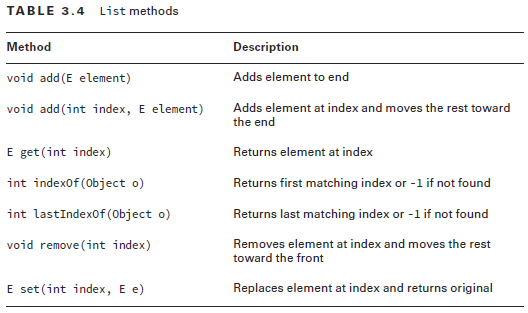 TABLE 3.4 List methods
Method Description
void add(E element) Adds element to end
void add(int index, E element) Adds element at index and moves the rest toward
the end
E get(int index) Returns element at index
int indexOf(Object o) Returns first matching index or -1 if not found
int lastIndexOf(Object o) Returns last matching index or -1 if not found
void remove(int index) Removes element at index and moves the rest
toward the front
E set(int index, E e) Replaces element at index and returns original